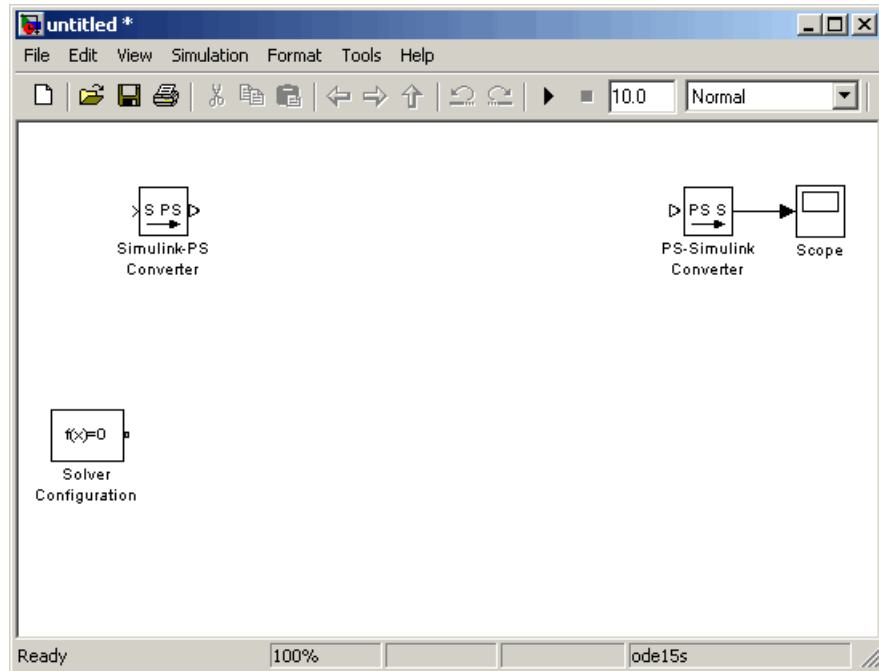 untitled *
File Edit View Simulation Format Tools Help
10.0 Normal
S PS
Simulink-PS
Converter
PS S
PS-Simulink
Converter
Scope
f(x)=0
Solver
Configuration
Ready 100% ode15s